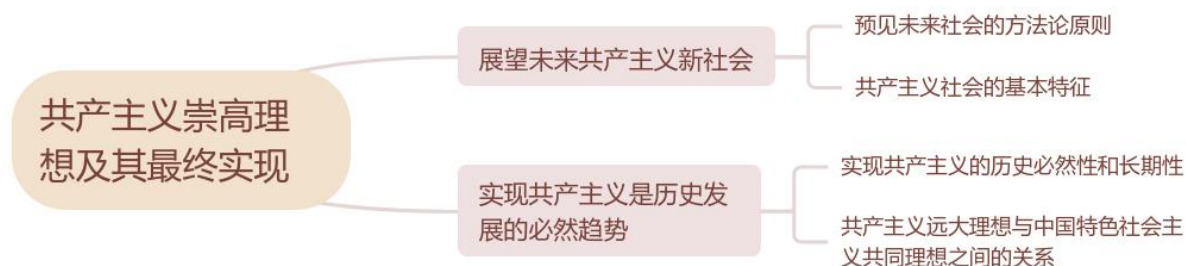 共产主义崇高理
想及其最终实现
展望未来共产主义新社会
预见未来社会的方法论原则
共产主义社会的基本特征
实现共产主义是历史发
展的必然趋势
实现共产主义的历史必然性和长期性
共产主义远大理想与中国特色社会主
义共同理想之间的关系